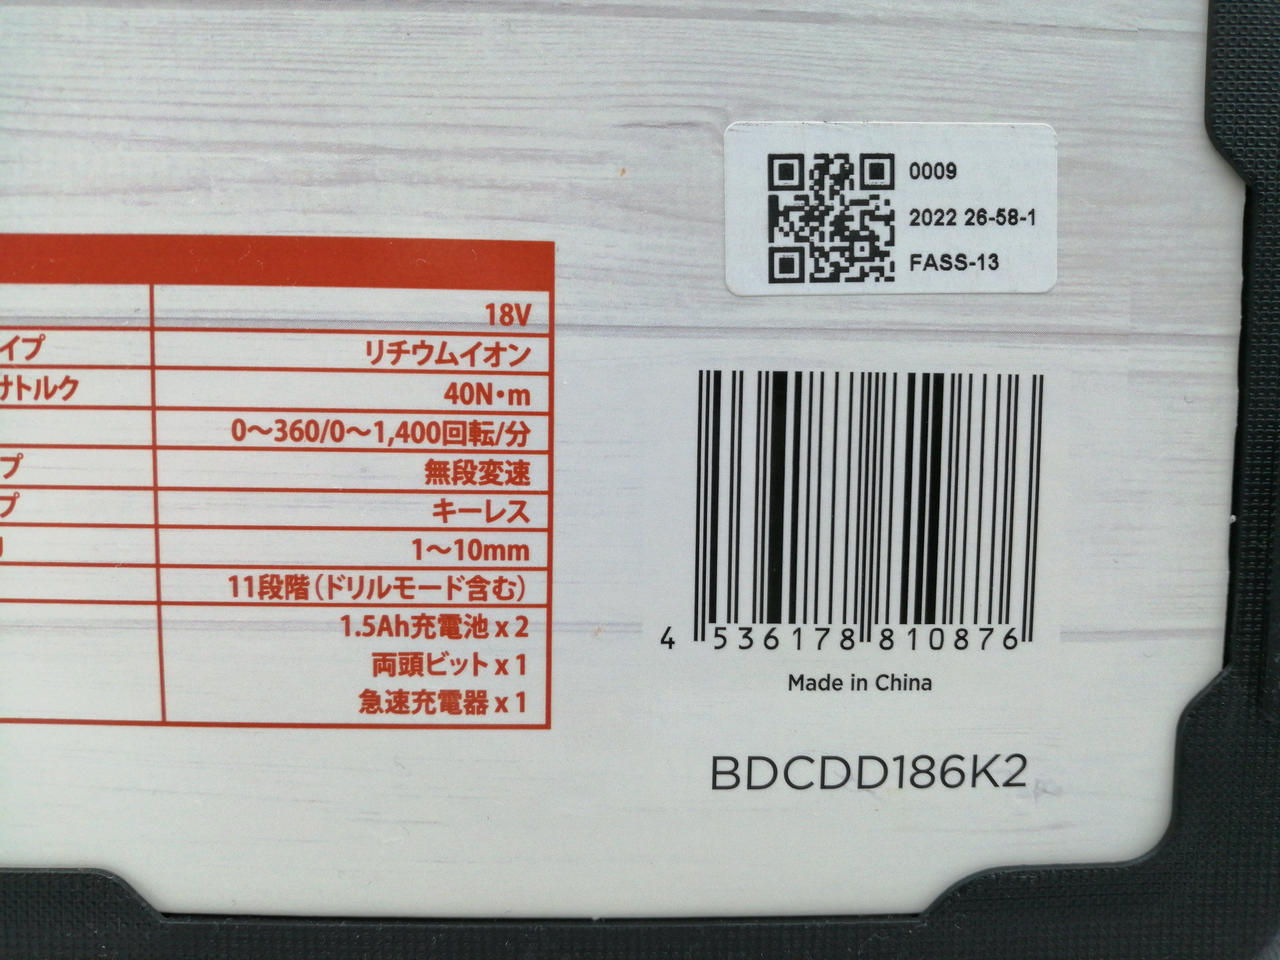 0009
2022 26-58-1
FASS-13
18V
イプ リチウムイオン
けトルク 40N・m
0〜360/0〜1,400回転/分
プ 無段変速
プ キーレス
1〜10mm
11段階（ドリルモード含む）
1.5Ah充電池 x 2
両頭ビット x 1
急速充電器 x 1
4 536178 810876
Made in China
BDCDD186K2